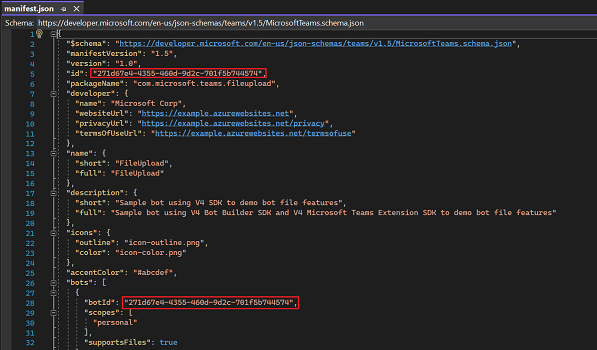 manifest.json
Schema: https://developer.microsoft.com/en-us/json-schemas/teams/v1.5/MicrosoftTeams.schema.json
1 {
2 "$schema": "https://developer.microsoft.com/en-us/json-schemas/teams/v1.5/MicrosoftTeams.schema.json",
3 "manifestVersion": "1.5",
4 "version": "1.0",
5 "id": "271d67e4-4355-460d-9d2c-701f5b744574",
6 "packageName": "com.microsoft.teams.fileupload",
7 "developer": {
8 "name": "Microsoft Corp",
9 "websiteUrl": "https://example.azurewebsites.net",
10 "privacyUrl": "https://example.azurewebsites.net/privacy",
11 "termsOfUseUrl": "https://example.azurewebsites.net/termsofuse"
12 },
13 "name": {
14 "short": "FileUpload",
15 "full": "FileUpload"
16 },
17 "description": {
18 "short": "Sample bot using V4 SDK to demo bot file features",
19 "full": "Sample bot using V4 Bot Builder SDK and V4 Microsoft Teams Extension SDK to demo bot file features"
20 },
21 "icons": {
22 "outline": "icon-outline.png",
23 "color": "icon-color.png"
24 },
25 "accentColor": "#abcdef",
26 "bots": [
27 {
28 "botId": "271d67e4-4355-460d-9d2c-701f5b744574",
29 "scopes": [
30 "personal"
31 ],
32 "supportsFiles": true